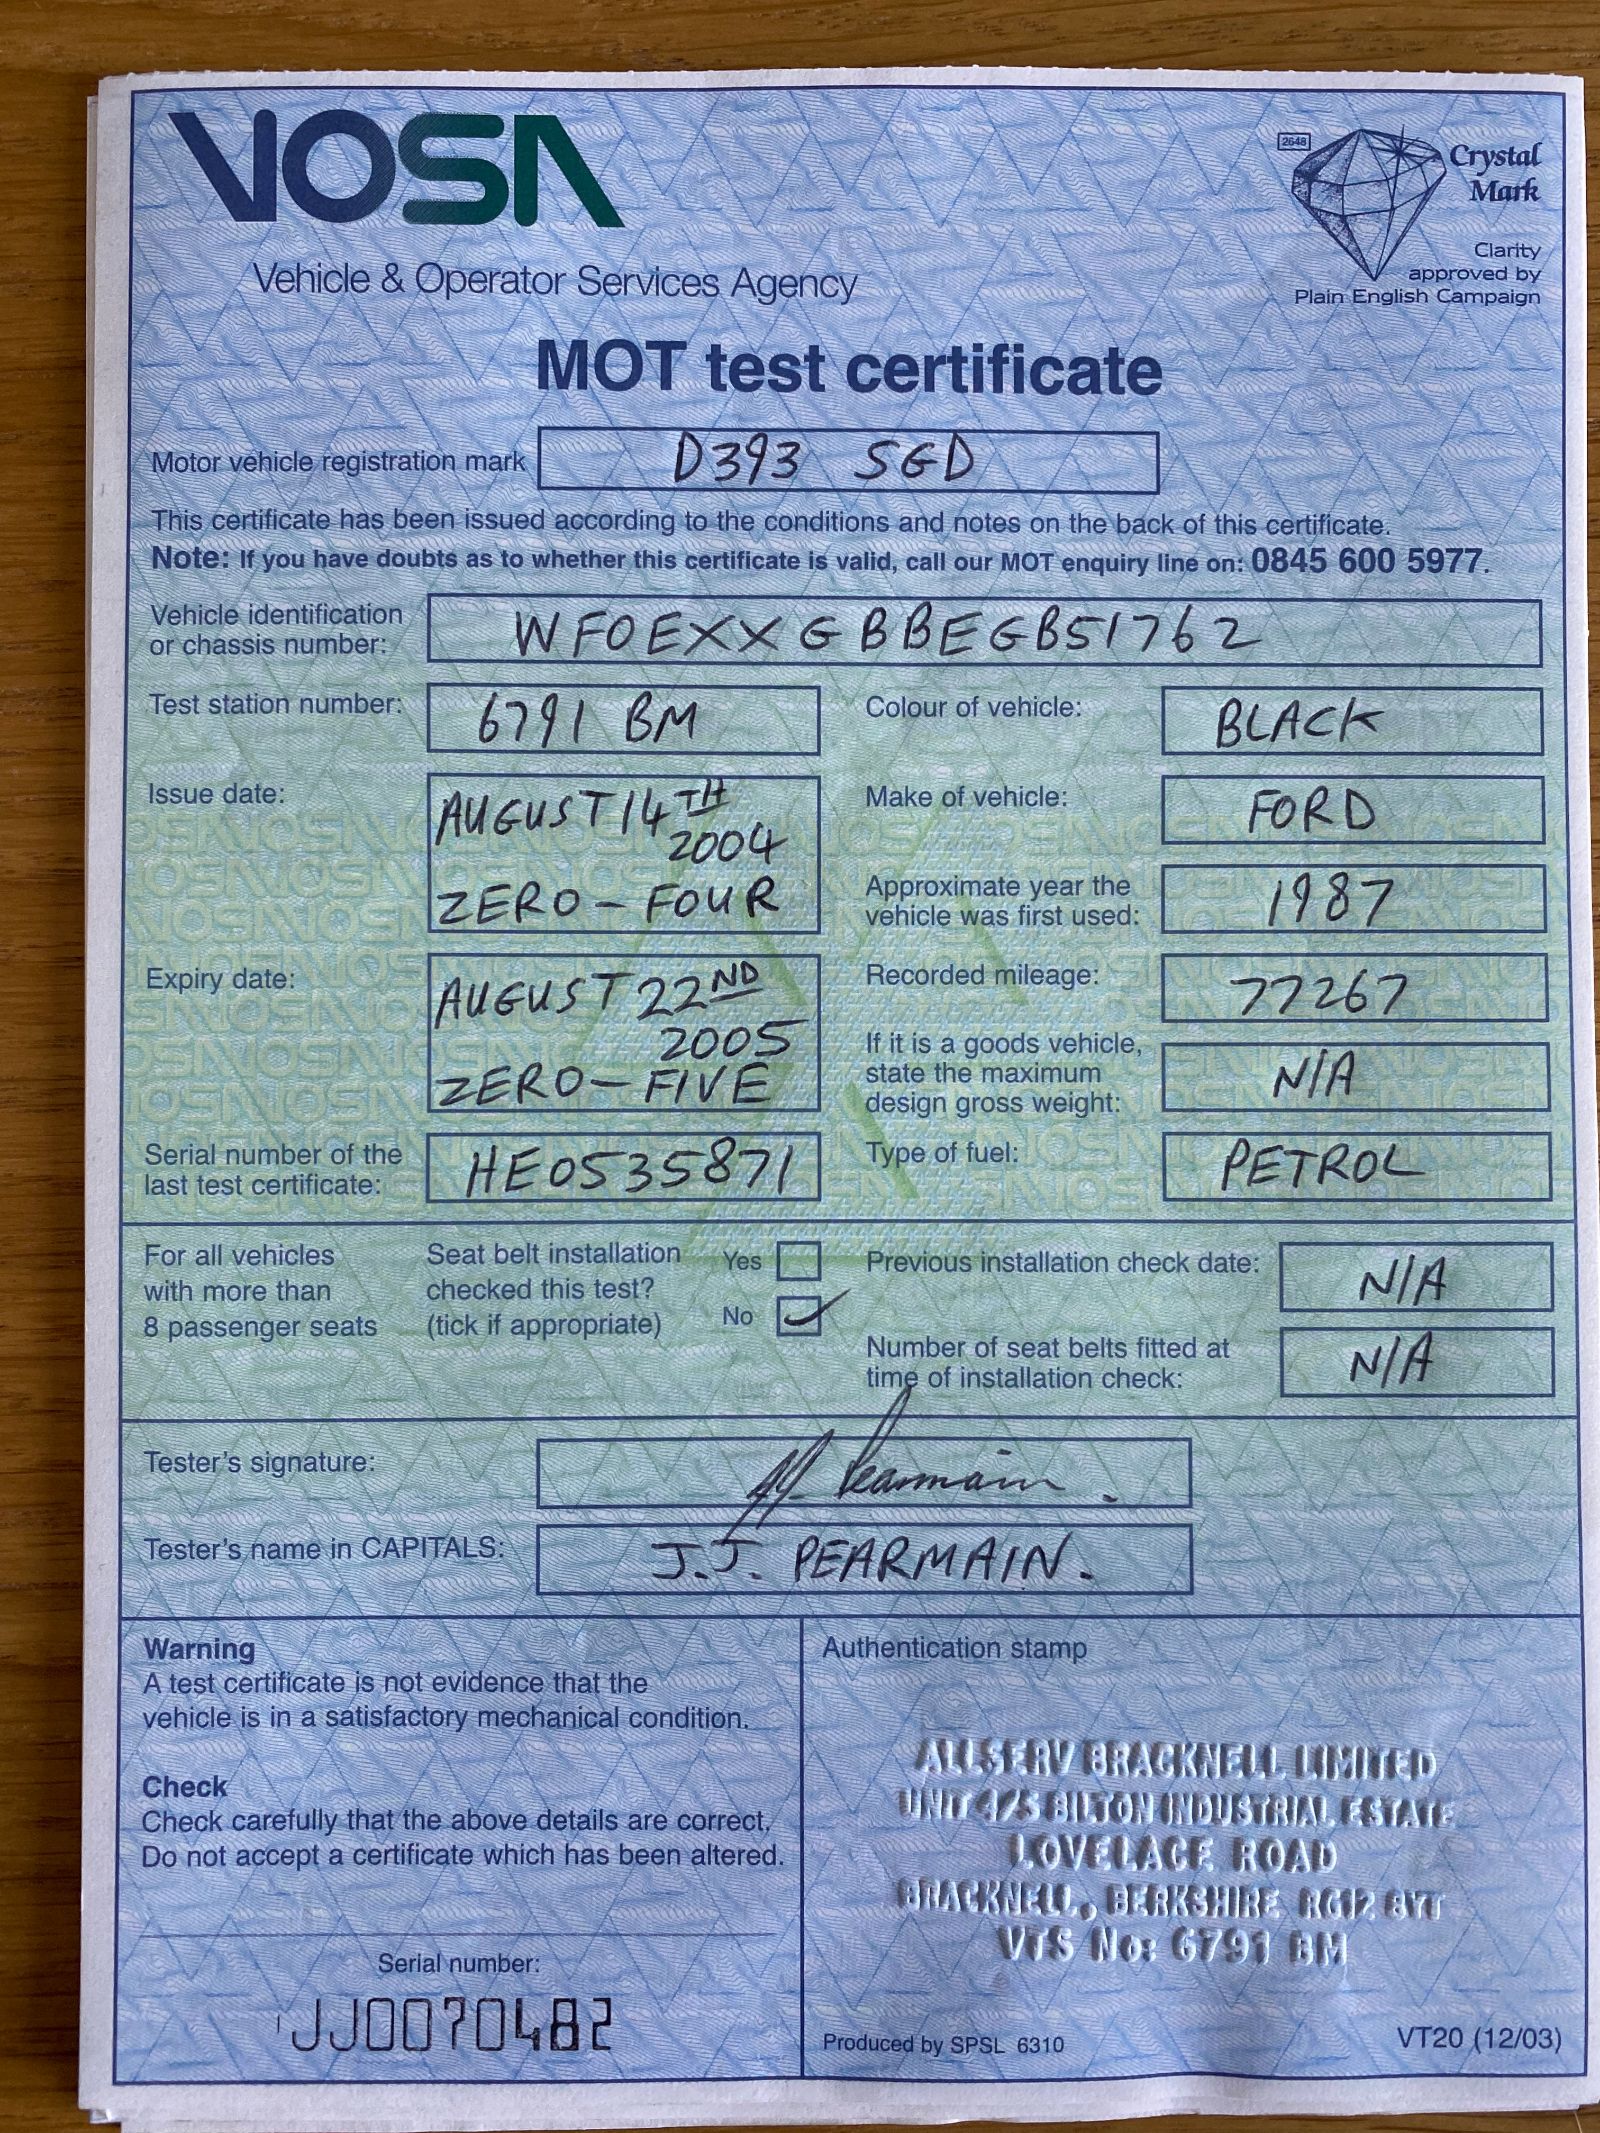 VOSA
Vehicle & Operator Services Agency
2648
Crystal
Mark
Clarity
approved by
Plain English Campaign
MOT test certificate
Motor vehicle registration mark D393 SGD
This certificate has been issued according to the conditions and notes on the back of this certificate.
Note: If you have doubts as to whether this certificate is valid, call our MOT enquiry line on: 0845 600 5977.
Vehicle identification
or chassis number:
WF0EXXGBBEGB51762
Test station number: 6791 BM
Colour of vehicle: BLACK
Issue date:
AUGUST 14TH
2004
ZERO-FOUR
Make of vehicle: FORD
Approximate year the
vehicle was first used:
1987
Expiry date:
AUGUST 22ND
2005
ZERO-FIVE
Recorded mileage: 77267
If it is a goods vehicle,
state the maximum
design gross weight:
N/A
Serial number of the
last test certificate:
HE0535871
Type of fuel: PETROL
For all vehicles
with more than
8 passenger seats
Seat belt installation
checked this test?
(tick if appropriate)
Yes
No
Previous installation check date: N/A
Number of seat belts fitted at
time of installation check:
N/A
Tester's signature: JJ Pearmain.
Tester's name in CAPITALS: J.J. PEARMAIN.
Warning
A test certificate is not evidence that the
vehicle is in a satisfactory mechanical condition.
Check
Check carefully that the above details are correct,
Do not accept a certificate which has been altered.
Serial number:
JJ0070482
Authentication stamp
ALLSERV BRACKNELL LIMITED
UNIT 4/5 BILTON INDUSTRIAL ESTATE
LOVELACE ROAD
BRACKNELL, BERKSHIRE RG12 8YT
VTS No: 6791 BM
Produced by SPSL 6310
VT20 (12/03)